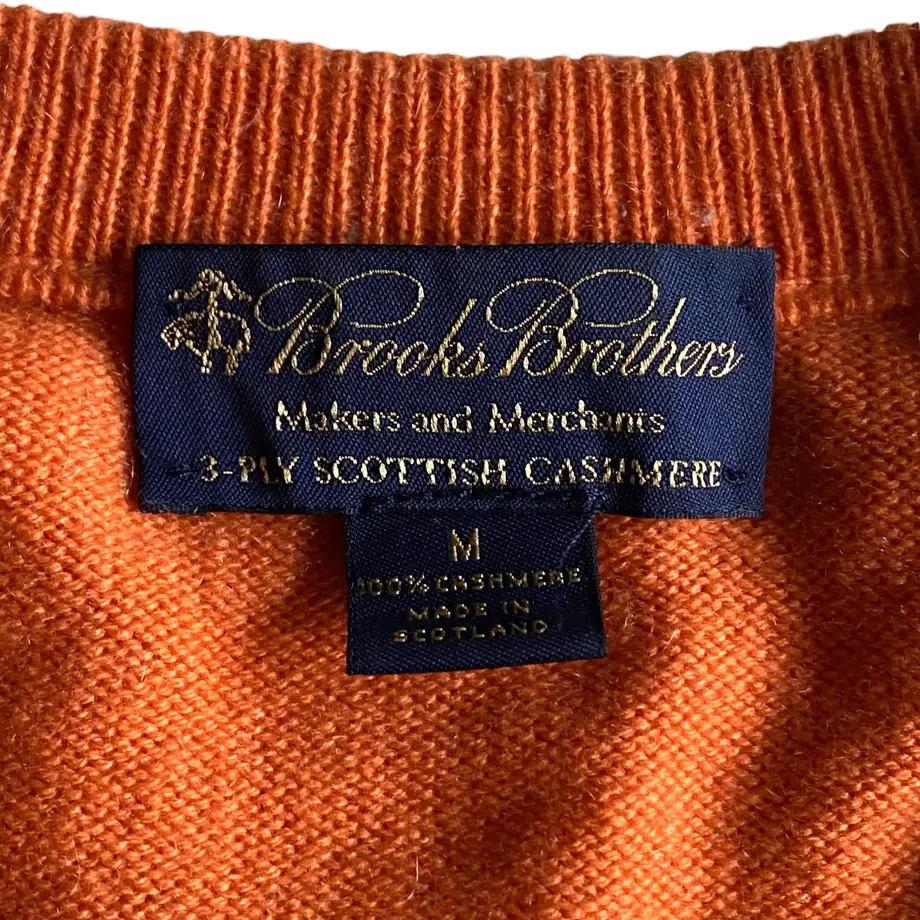 Brooks Brothers
Makers and Merchants
3-PLY SCOTTISH CASHMERE
M
100% CASHMERE
MADE IN
SCOTLAND